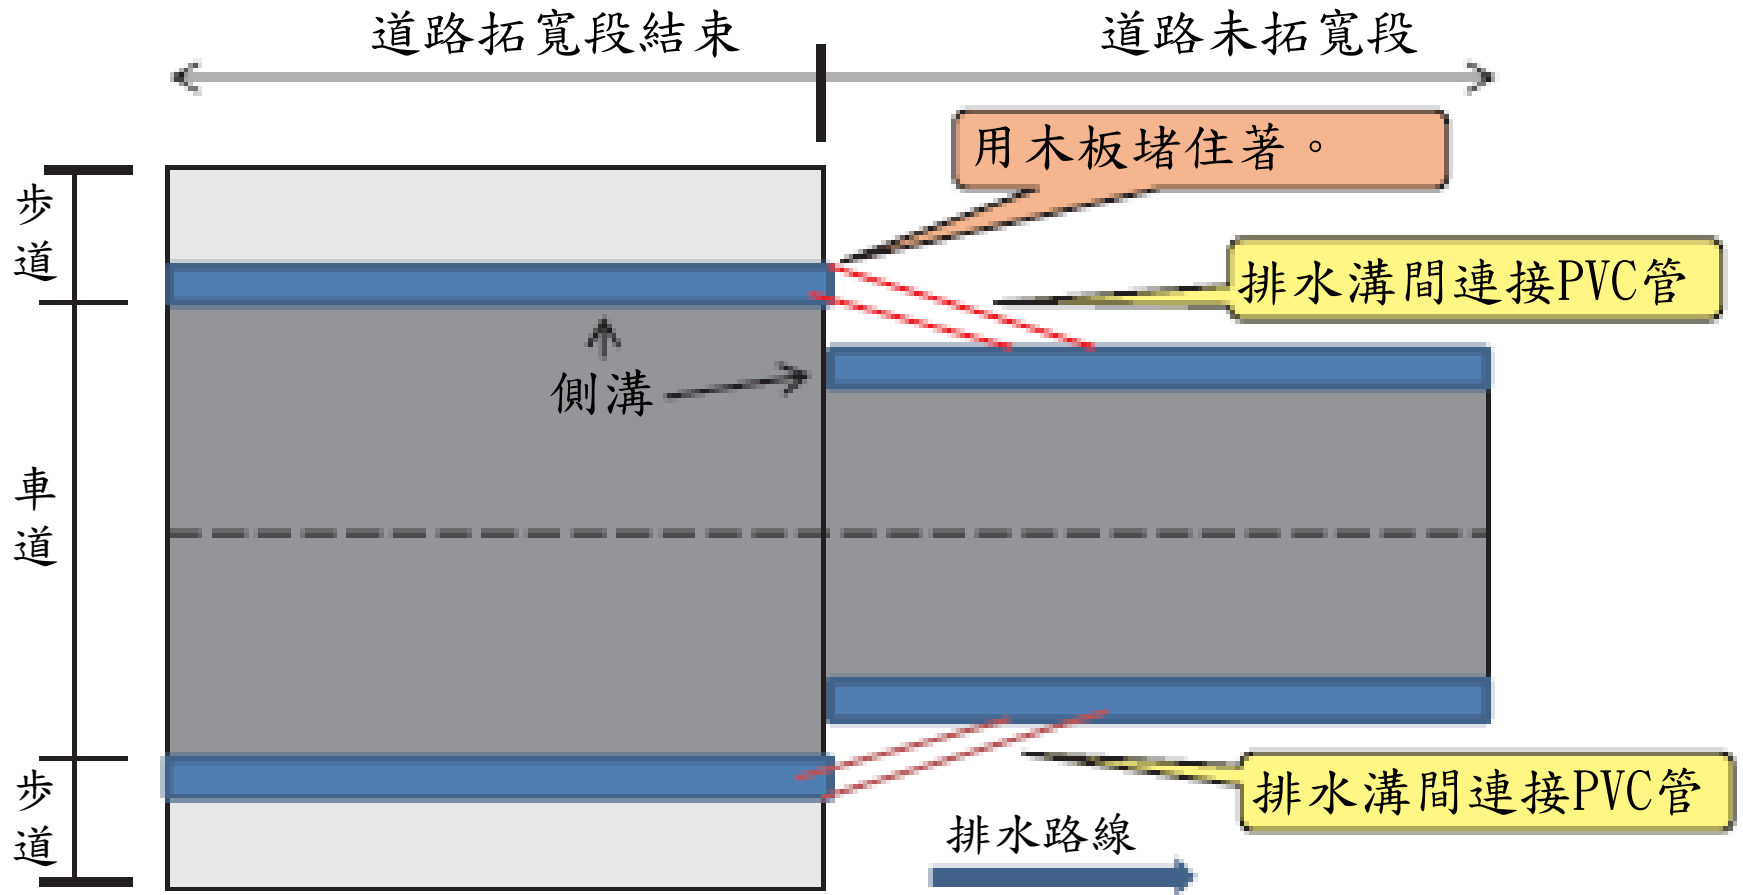 道路拓寬段結束
道路未拓寬段
用木板堵住著。
步道
排水溝間連接PVC管
側溝
車道
步道
排水溝間連接PVC管
排水路線